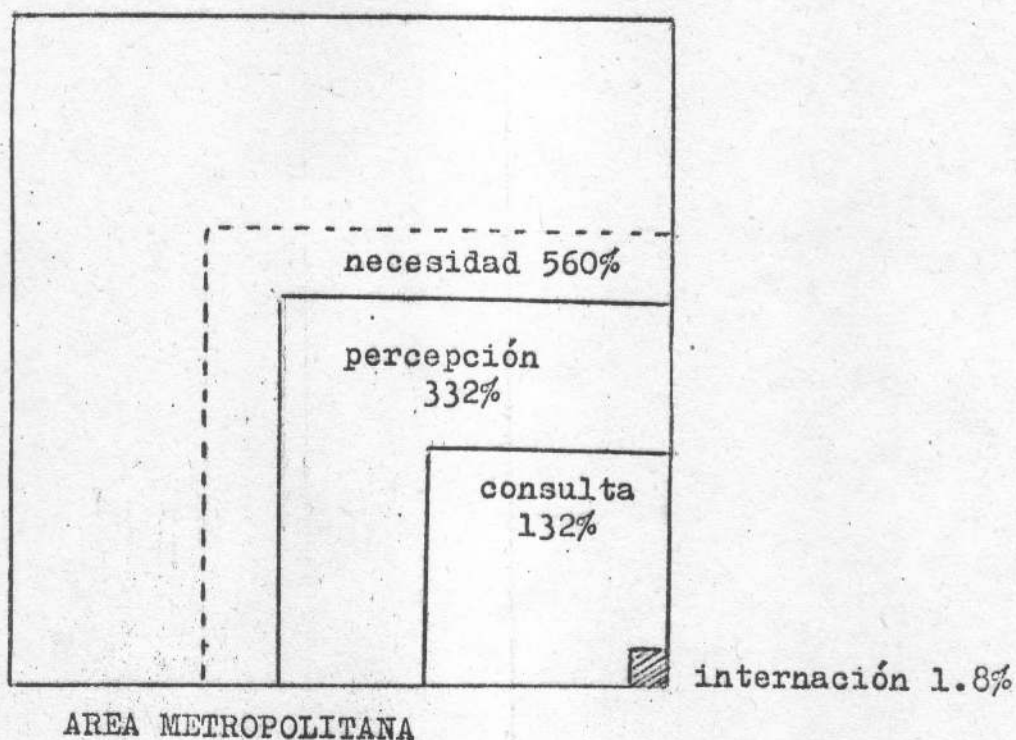 necesidad 560%
percepción
332%
consulta
132%
internación 1.8%
AREA METROPOLITANA